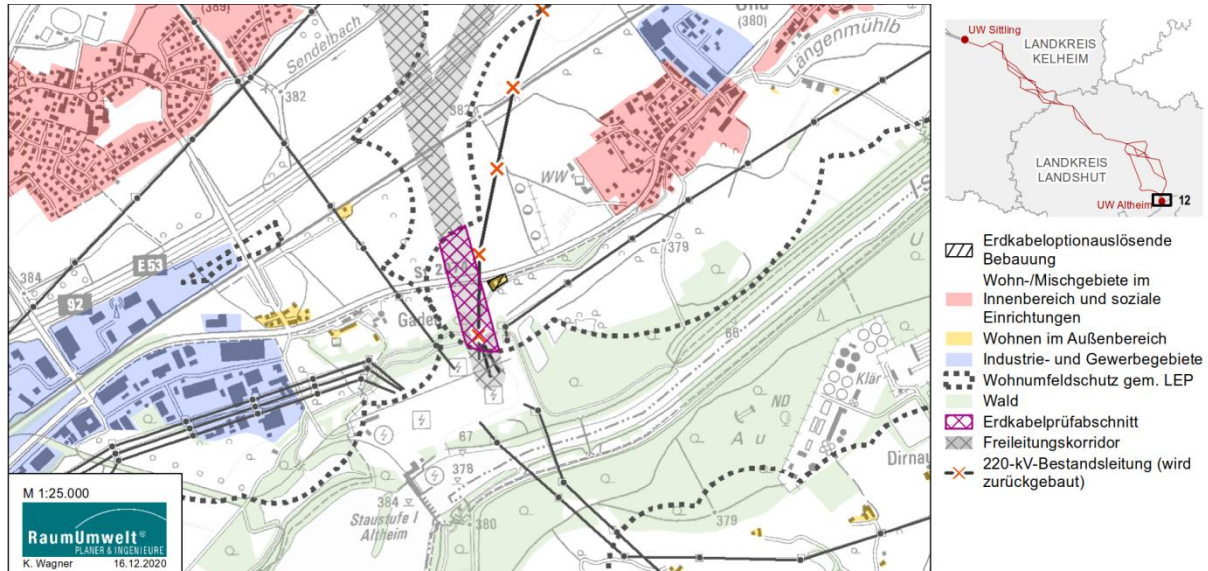 (389)
Sendelbach
382
(380)
Längenmühlb
382
WW
380
384
E 53
92
Gaden
379
66
67
378
384
380
Staustufe I
Altheim
ND
A u
Klär
Dirnau
379
M 1:25.000
RaumUmwelt®
PLANER & INGENIEURE
K. Wagner 16.12.2020
UW Sittling
LANDKREIS
KELHEIM
LANDKREIS
LANDSHUT
UW Altheim
12
Erdkabeloptionauslösende
Bebauung
Wohn-/Mischgebiete im
Innenbereich und soziale
Einrichtungen
Wohnen im Außenbereich
Industrie- und Gewerbegebiete
Wohnumfeldschutz gem. LEP
Wald
Erdkabelprüfabschnitt
Freileitungskorridor
220-kV-Bestandsleitung (wird
zurückgebaut)